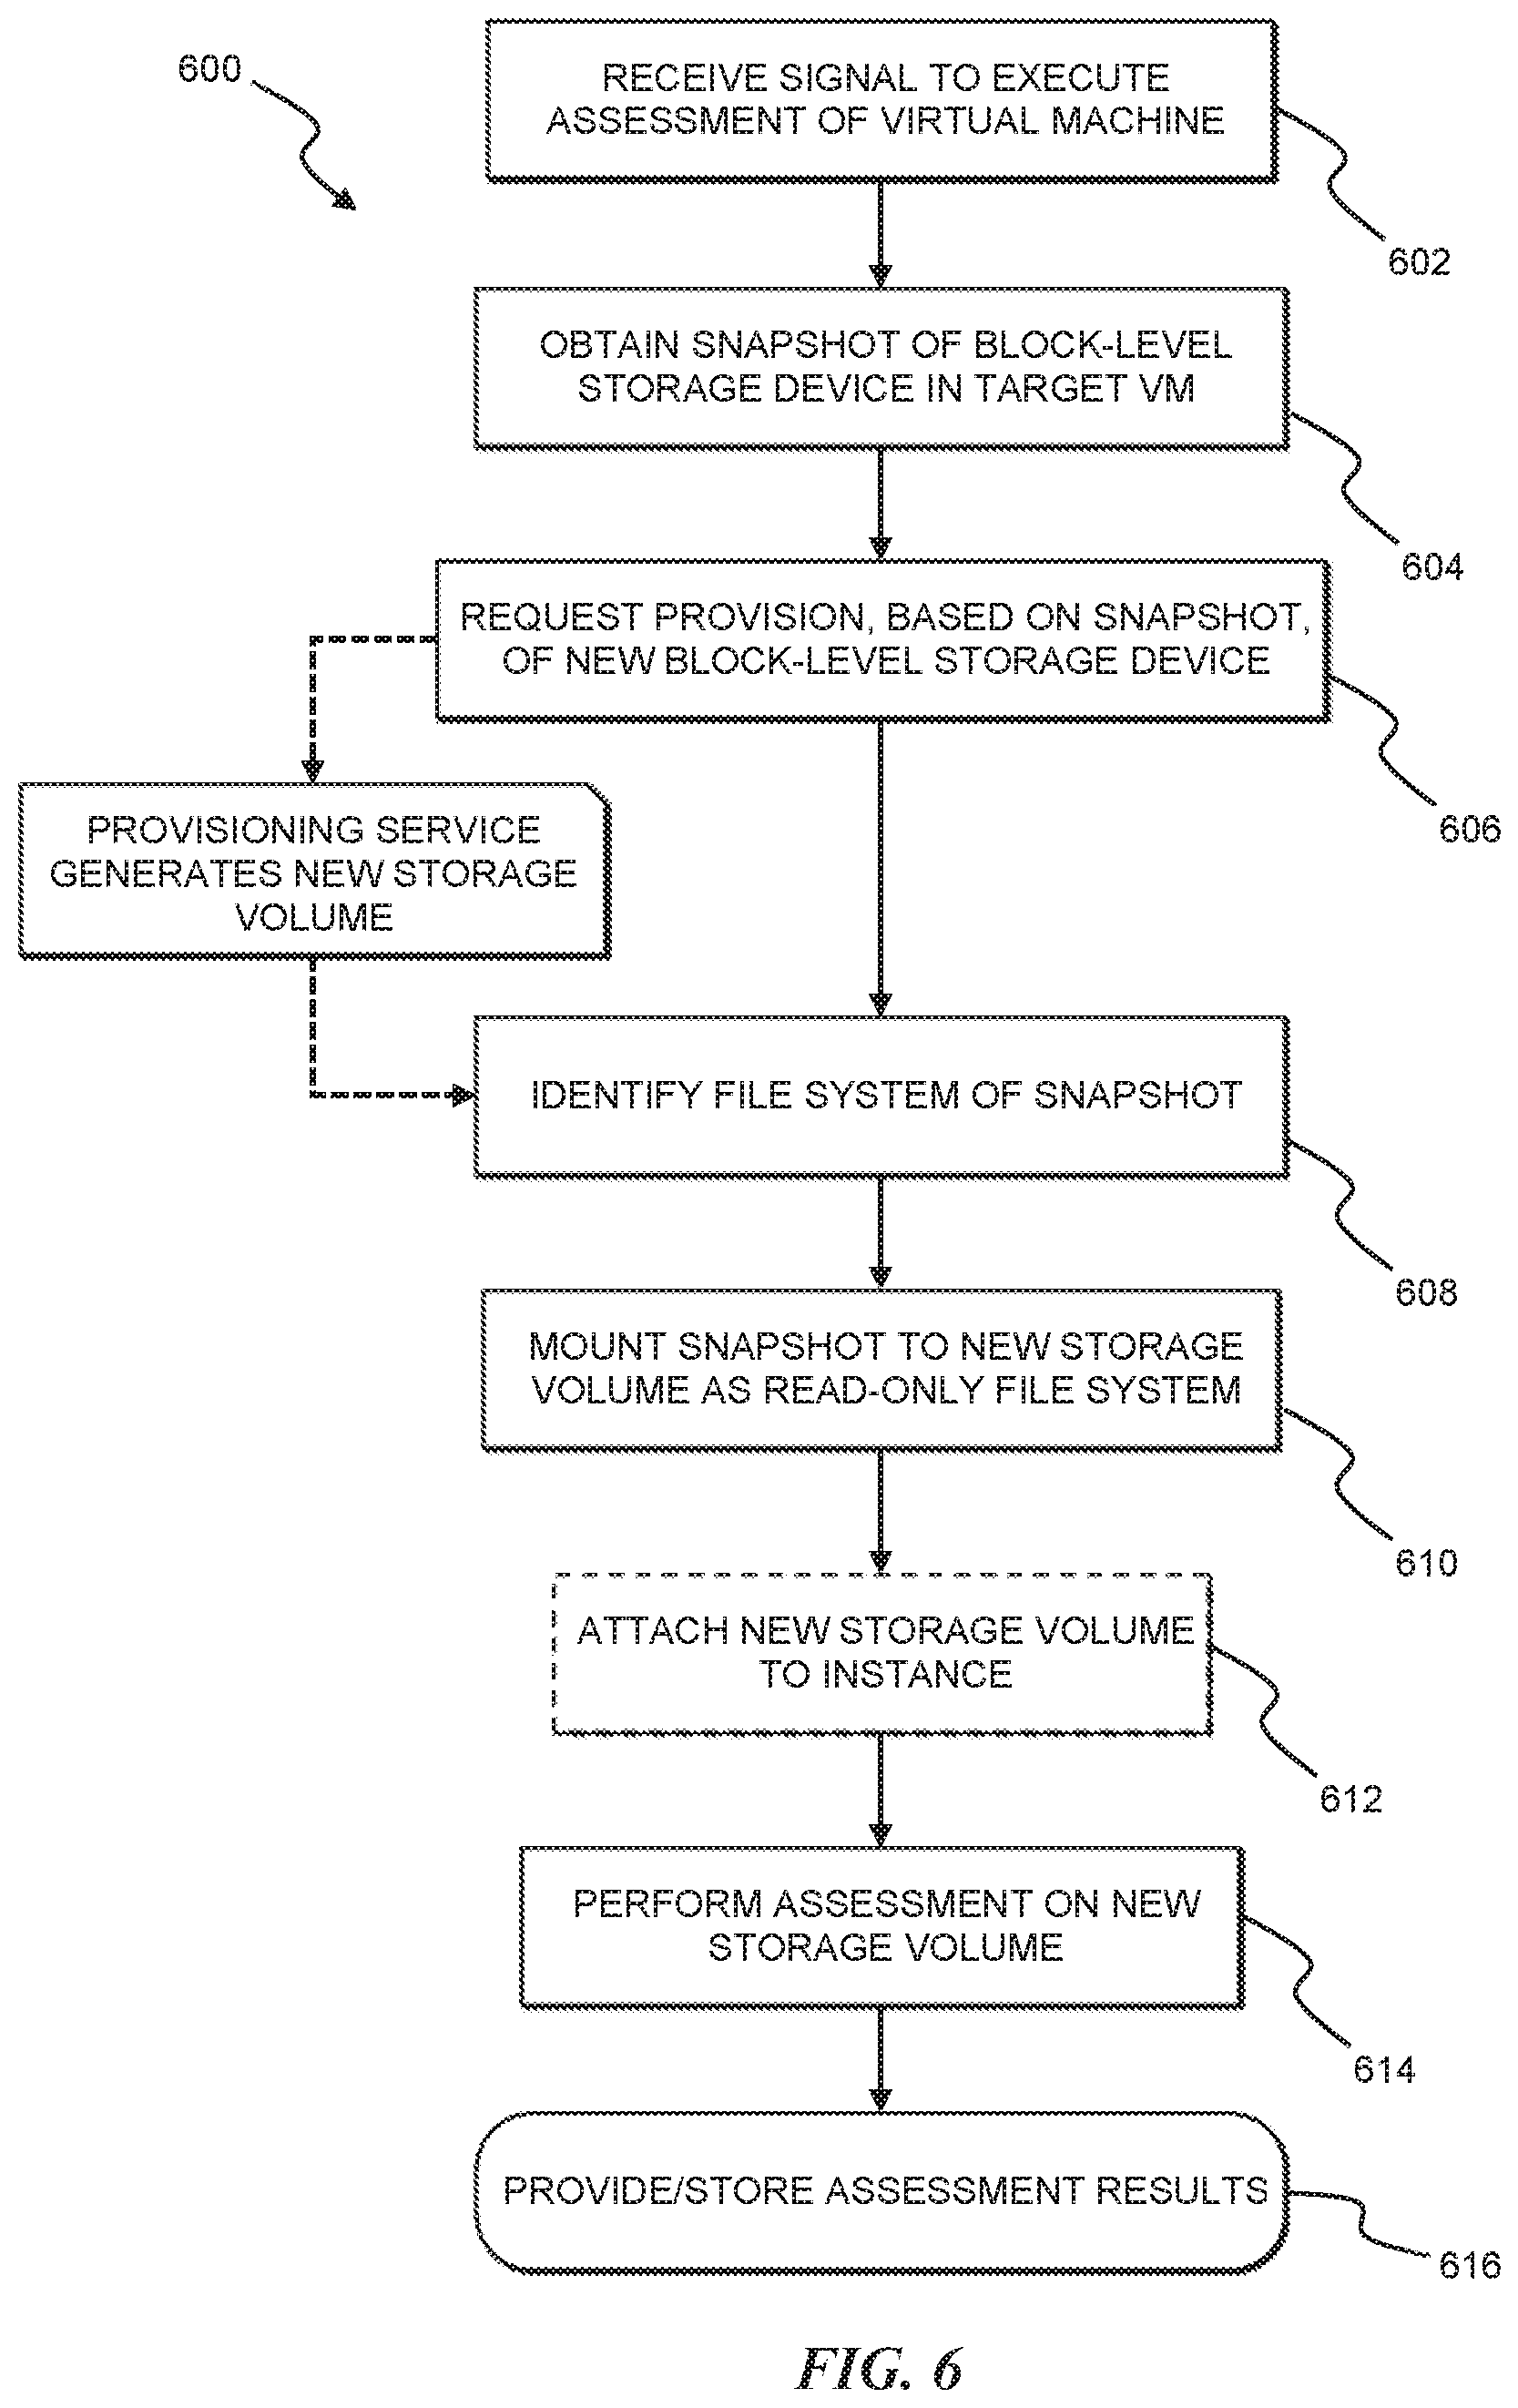 600
RECEIVE SIGNAL TO EXECUTE
ASSESSMENT OF VIRTUAL MACHINE
602
OBTAIN SNAPSHOT OF BLOCK-LEVEL
STORAGE DEVICE IN TARGET VM
604
REQUEST PROVISION, BASED ON SNAPSHOT,
OF NEW BLOCK-LEVEL STORAGE DEVICE
606
PROVISIONING SERVICE
GENERATES NEW STORAGE
VOLUME
IDENTIFY FILE SYSTEM OF SNAPSHOT
608
MOUNT SNAPSHOT TO NEW STORAGE
VOLUME AS READ-ONLY FILE SYSTEM
610
ATTACH NEW STORAGE VOLUME
TO INSTANCE
612
PERFORM ASSESSMENT ON NEW
STORAGE VOLUME
614
PROVIDE/STORE ASSESSMENT RESULTS
616
FIG. 6